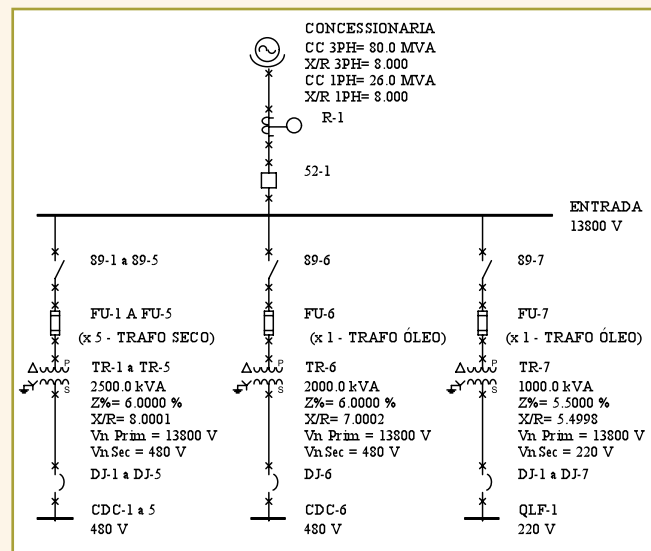 CONCESSIONARIA
CC 3PH= 80.0 MVA
X/R 3PH= 8.000
CC 1PH= 26.0 MVA
X/R 1PH= 8.000
R-1
52-1
ENTRADA
13800 V
89-1 a 89-5
89-6
89-7
FU-1 A FU-5
(x 5 - TRAFO SECO)
FU-6
(x 1 - TRAFO ÓLEO)
FU-7
(x 1 - TRAFO ÓLEO)
P
S
TR-1 a TR-5
2500.0 kVA
Z%= 6.0000 %
X/R= 8.0001
Vn Prim = 13800 V
Vn Sec = 480 V
P
S
TR-6
2000.0 kVA
Z%= 6.0000 %
X/R= 7.0002
Vn Prim = 13800 V
Vn Sec = 480 V
P
S
TR-7
1000.0 kVA
Z%= 5.5000 %
X/R= 5.4998
Vn Prim = 13800 V
Vn Sec = 220 V
DJ-1 a DJ-5
DJ-6
DJ-1 a DJ-7
CDC-1 a 5
480 V
CDC-6
480 V
QLF-1
220 V